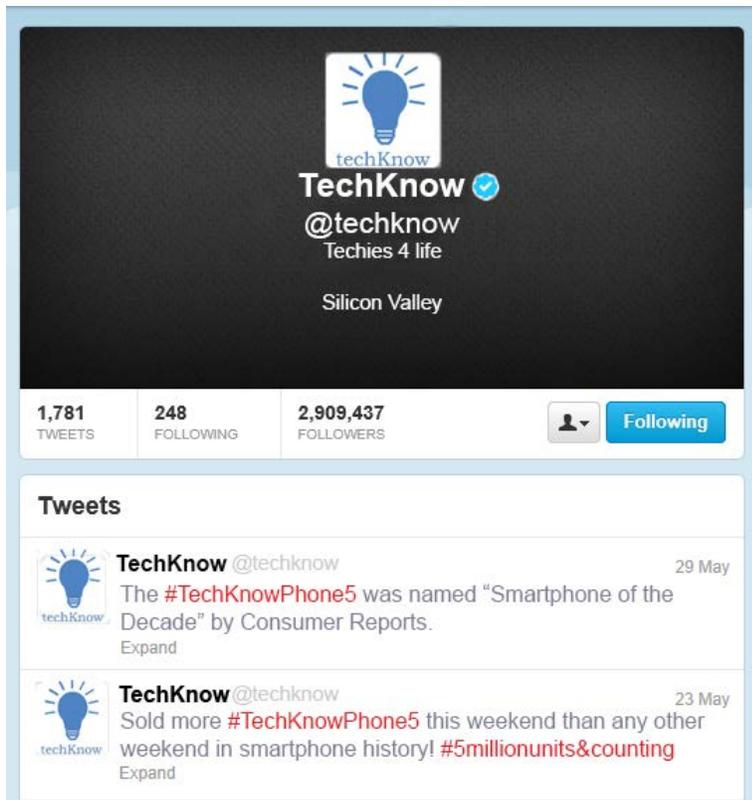 techKnow
TechKnow
@techknow
Techies 4 life
Silicon Valley
1,781
TWEETS
248
FOLLOWING
2,909,437
FOLLOWERS
Following
Tweets
techKnow
TechKnow @techknow
29 May
The #TechKnowPhone5 was named “Smartphone of the
Decade” by Consumer Reports.
Expand
techKnow
TechKnow @techknow
23 May
Sold more #TechKnowPhone5 this weekend than any other
weekend in smartphone history! #5millionunits&counting
Expand